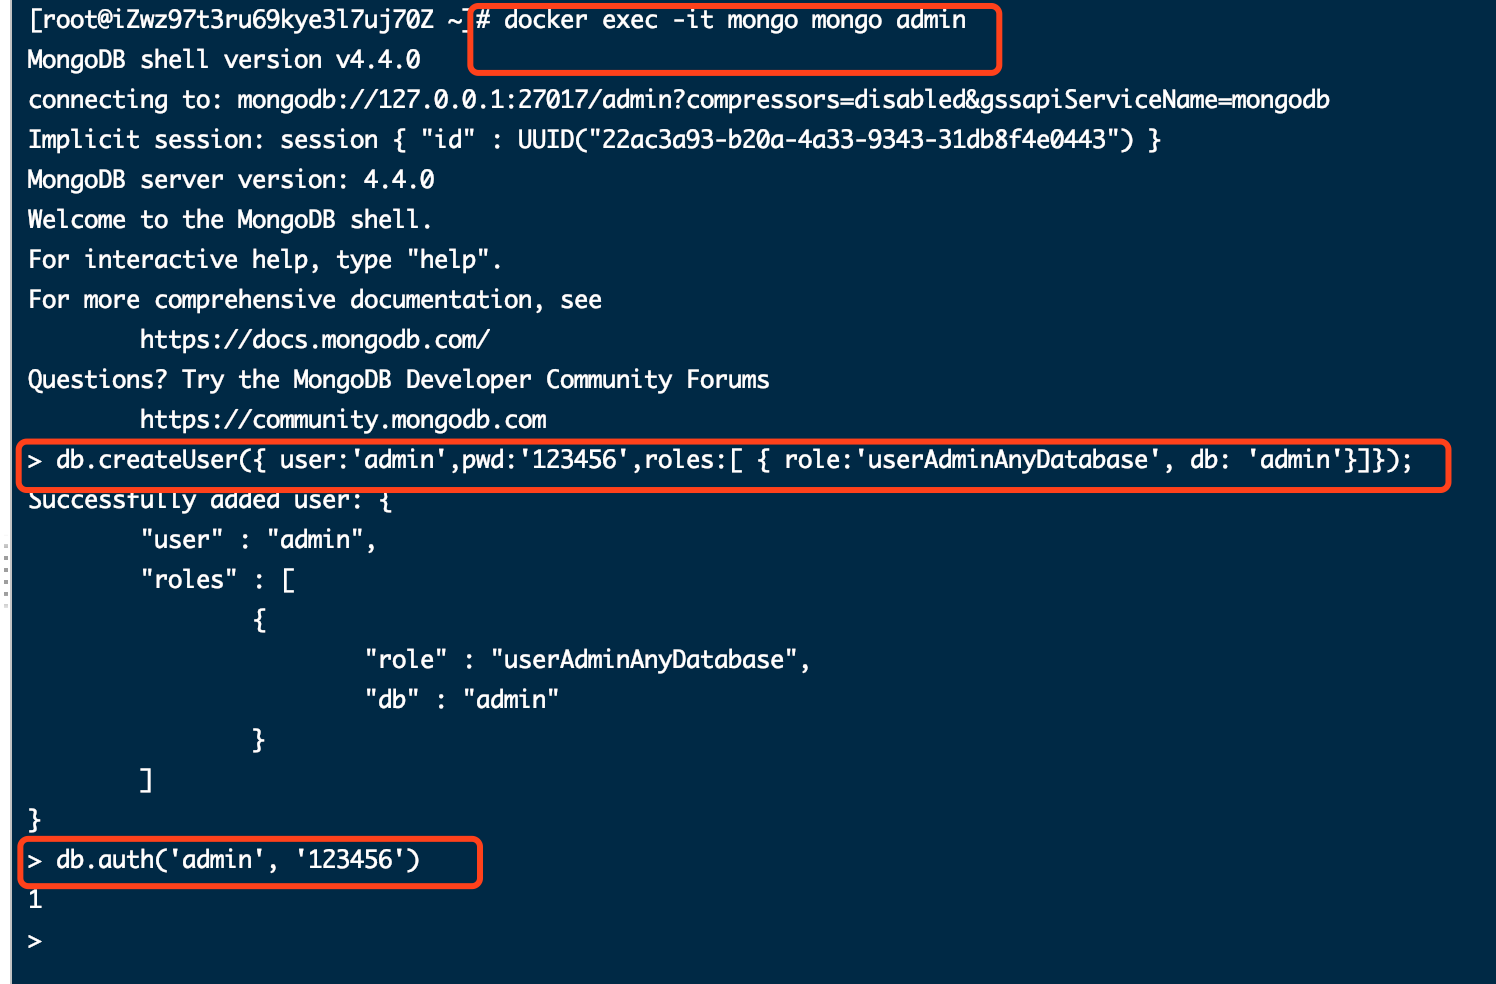 [root@iZwz97t3ru69kye3l7uj70Z ~]# docker exec -it mongo mongo admin
MongoDB shell version v4.4.0
connecting to: mongodb://127.0.0.1:27017/admin?compressors=disabled&gssapiServiceName=mongodb
Implicit session: session { "id" : UUID("22ac3a93-b20a-4a33-9343-31db8f4e0443") }
MongoDB server version: 4.4.0
Welcome to the MongoDB shell.
For interactive help, type "help".
For more comprehensive documentation, see
        https://docs.mongodb.com/
Questions? Try the MongoDB Developer Community Forums
        https://community.mongodb.com
> db.createUser({ user:'admin',pwd:'123456',roles:[ { role:'userAdminAnyDatabase', db: 'admin'}]});
Successfully added user: {
        "user" : "admin",
        "roles" : [
                {
                        "role" : "userAdminAnyDatabase",
                        "db" : "admin"
                }
        ]
}
> db.auth('admin', '123456')
1
>